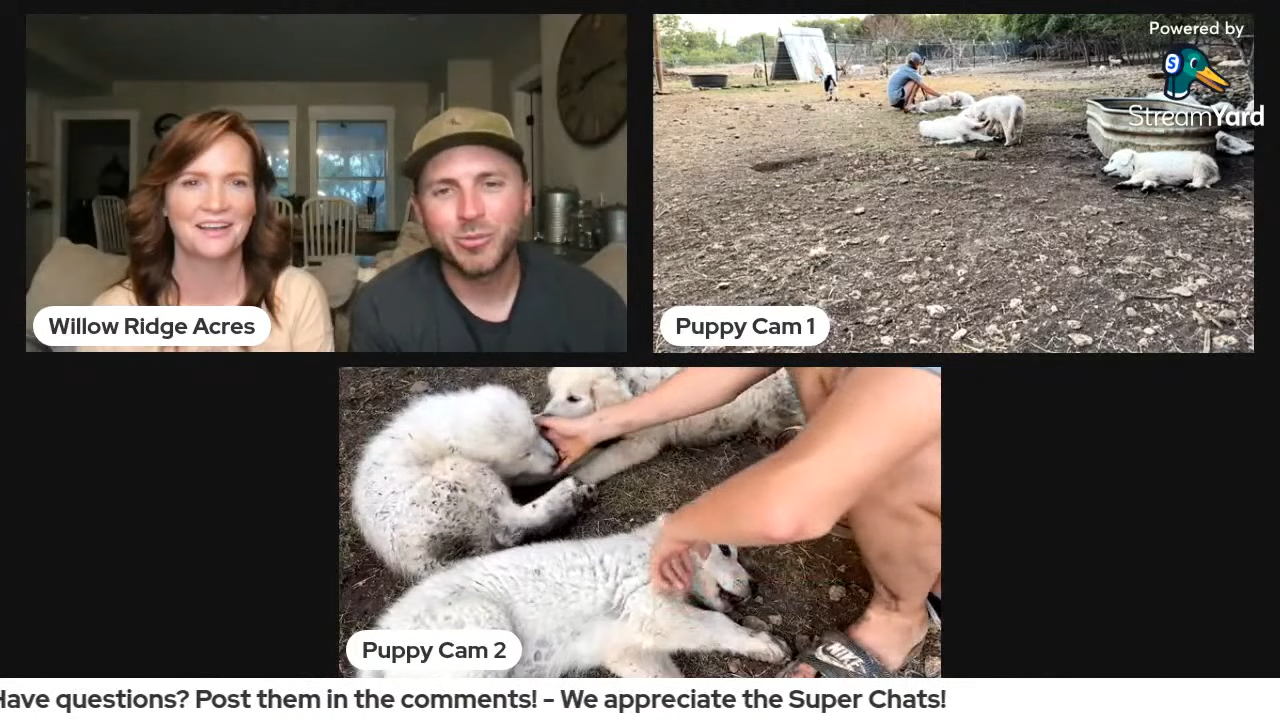 Powered by
S
StreamYard
Willow Ridge Acres
Puppy Cam 1
NIKE
Puppy Cam 2
Have questions? Post them in the comments! - We appreciate the Super Chats!